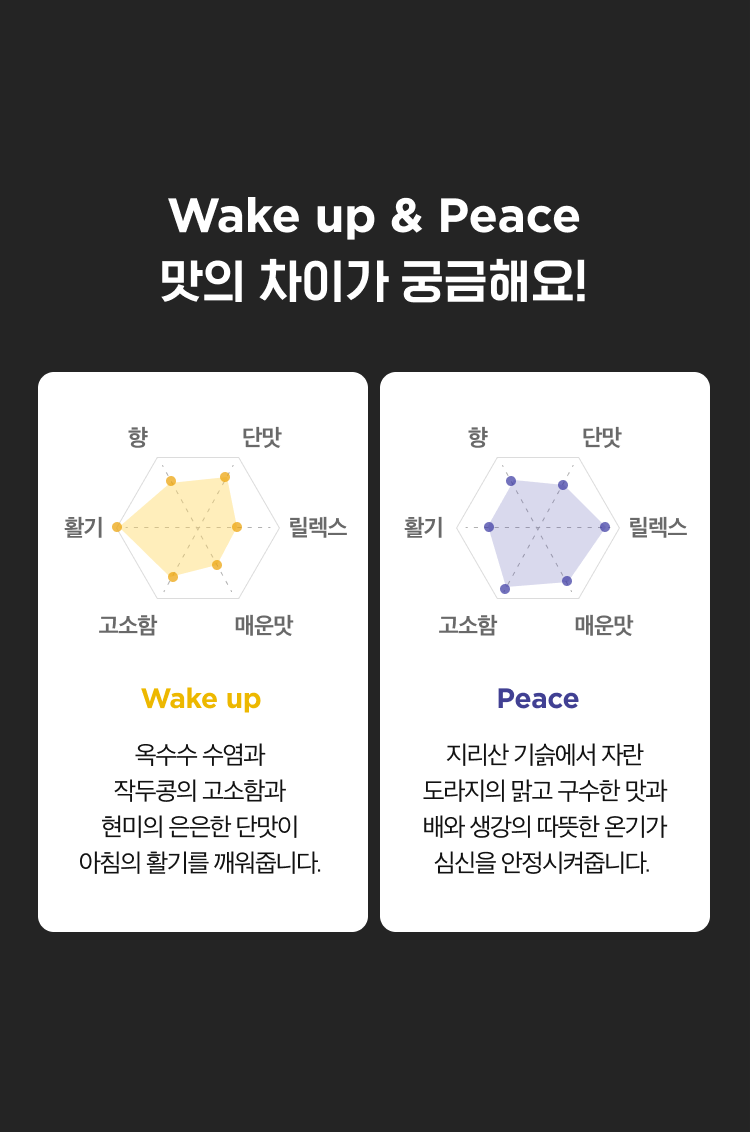 Wake up & Peace
맛의 차이가 궁금해요!
향 단맛
활기 릴렉스
고소함 매운맛
Wake up
옥수수 수염과
작두콩의 고소함과
현미의 은은한 단맛이
아침의 활기를 깨워줍니다.
향 단맛
활기 릴렉스
고소함 매운맛
Peace
지리산 기슭에서 자란
도라지의 맑고 구수한 맛과
배와 생강의 따뜻한 온기가
심신을 안정시켜줍니다.